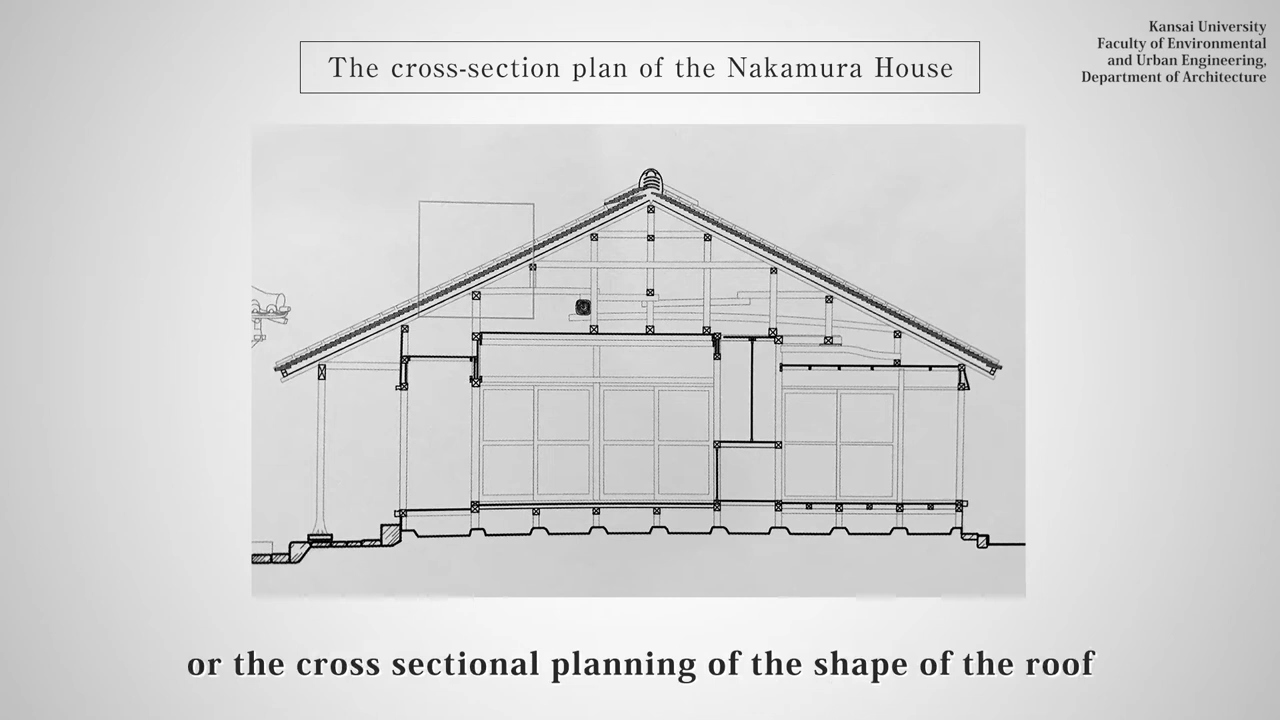 Kansai University
Faculty of Environmental
and Urban Engineering,
Department of Architecture
The cross-section plan of the Nakamura House
or the cross sectional planning of the shape of the roof